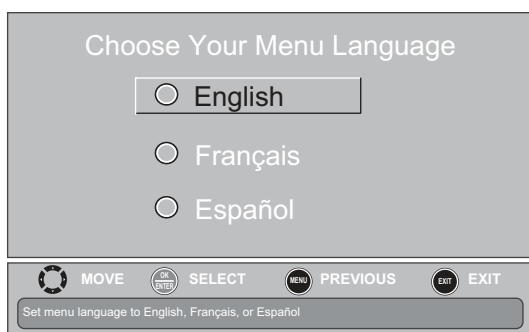 Choose Your Menu Language
English
Français
Español
MOVE OK ENTER SELECT MENU PREVIOUS EXIT EXIT
Set menu language to English, Français, or Español